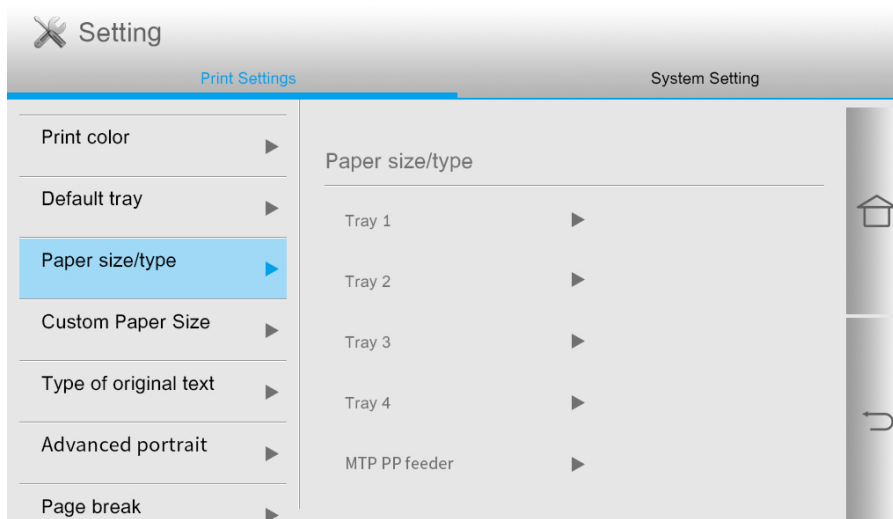 Setting
Print Settings
System Setting
Print color
Default tray
Paper size/type
Custom Paper Size
Type of original text
Advanced portrait
Page break
Paper size/type
Tray 1
Tray 2
Tray 3
Tray 4
MTP PP feeder